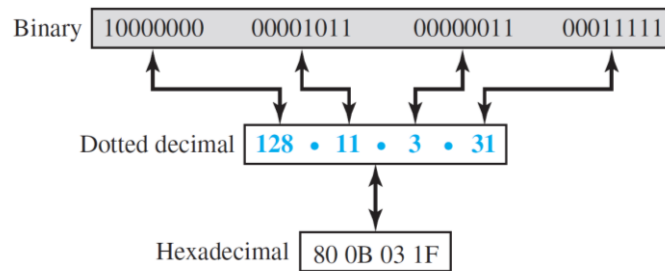 Binary 10000000 00001011 00000011 00011111
Dotted decimal 128 • 11 • 3 • 31
Hexadecimal 80 0B 03 1F